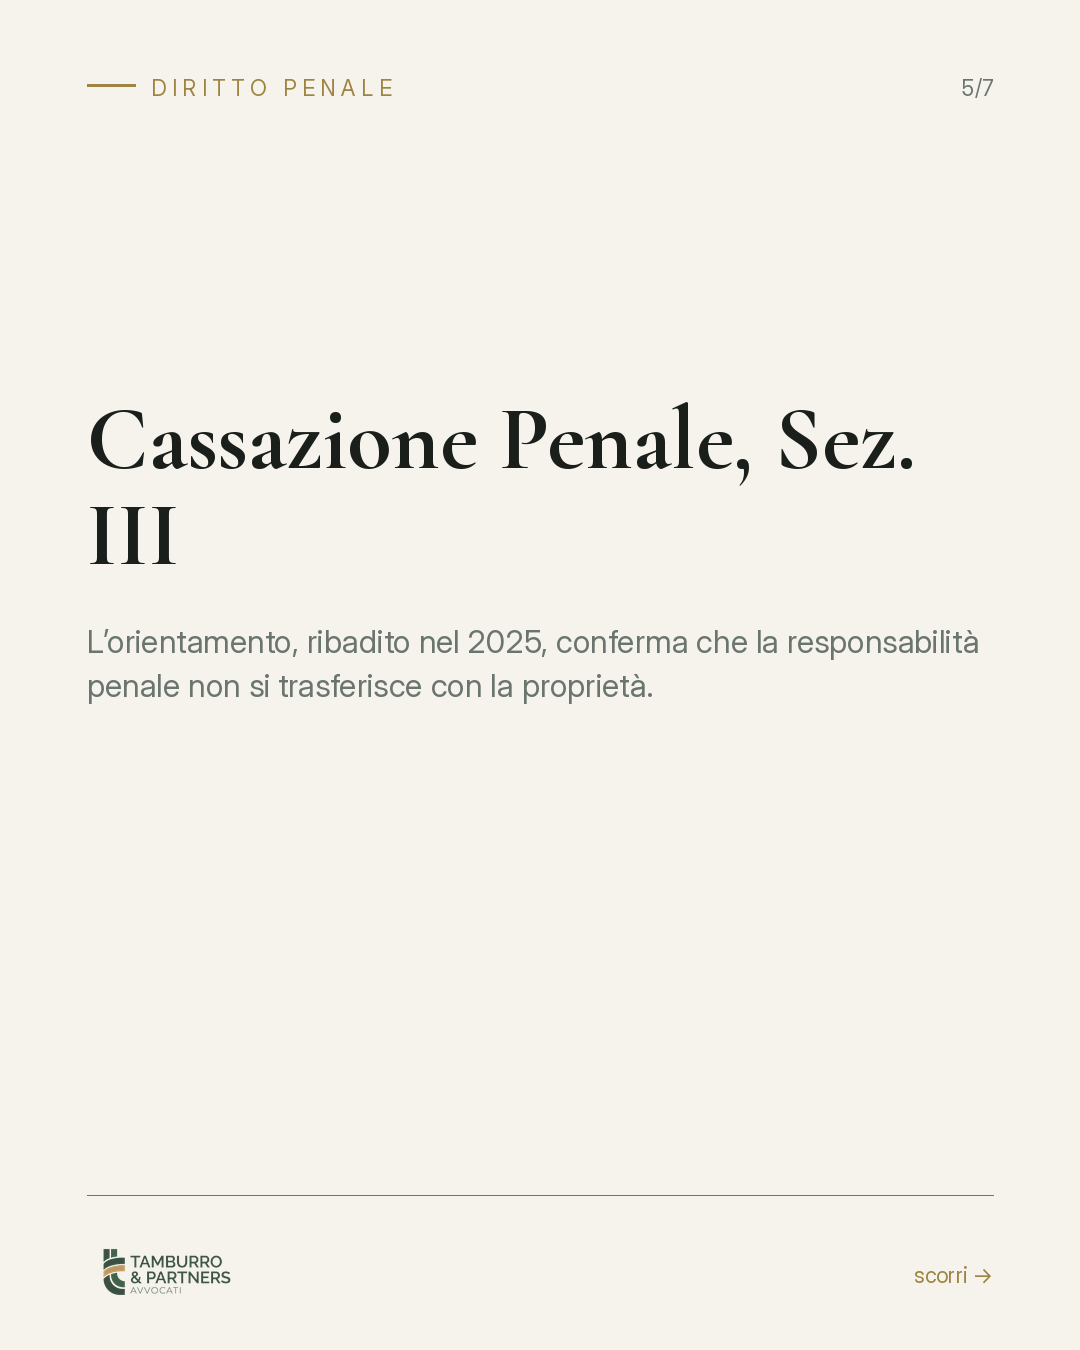 DIRITTO PENALE
5/7
Cassazione Penale, Sez.
III
L’orientamento, ribadito nel 2025, conferma che la responsabilità
penale non si trasferisce con la proprietà.
TAMBURRO
& PARTNERS
AVVOCATI
scorri →